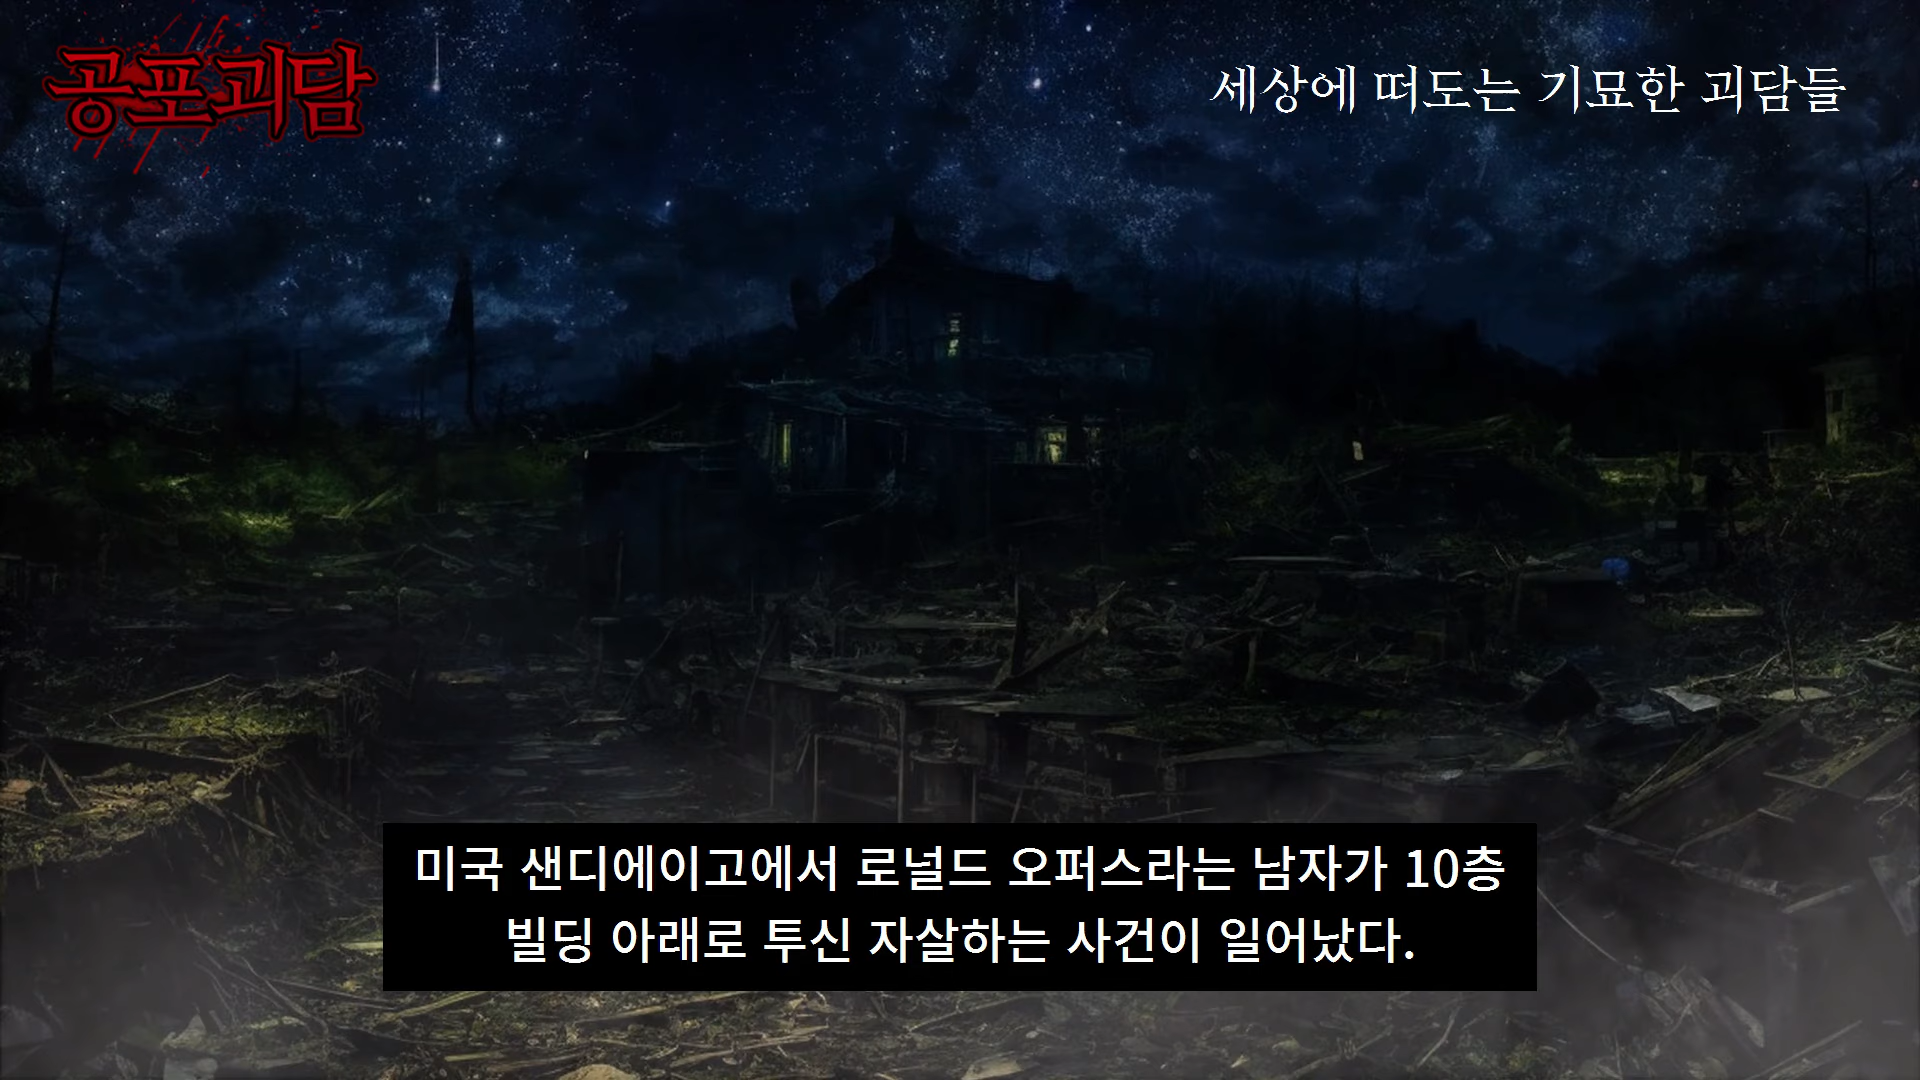 공포괴담
세상에 떠도는 기묘한 괴담들
미국 샌디에이고에서 로널드 오퍼스라는 남자가 10층
빌딩 아래로 투신 자살하는 사건이 일어났다.